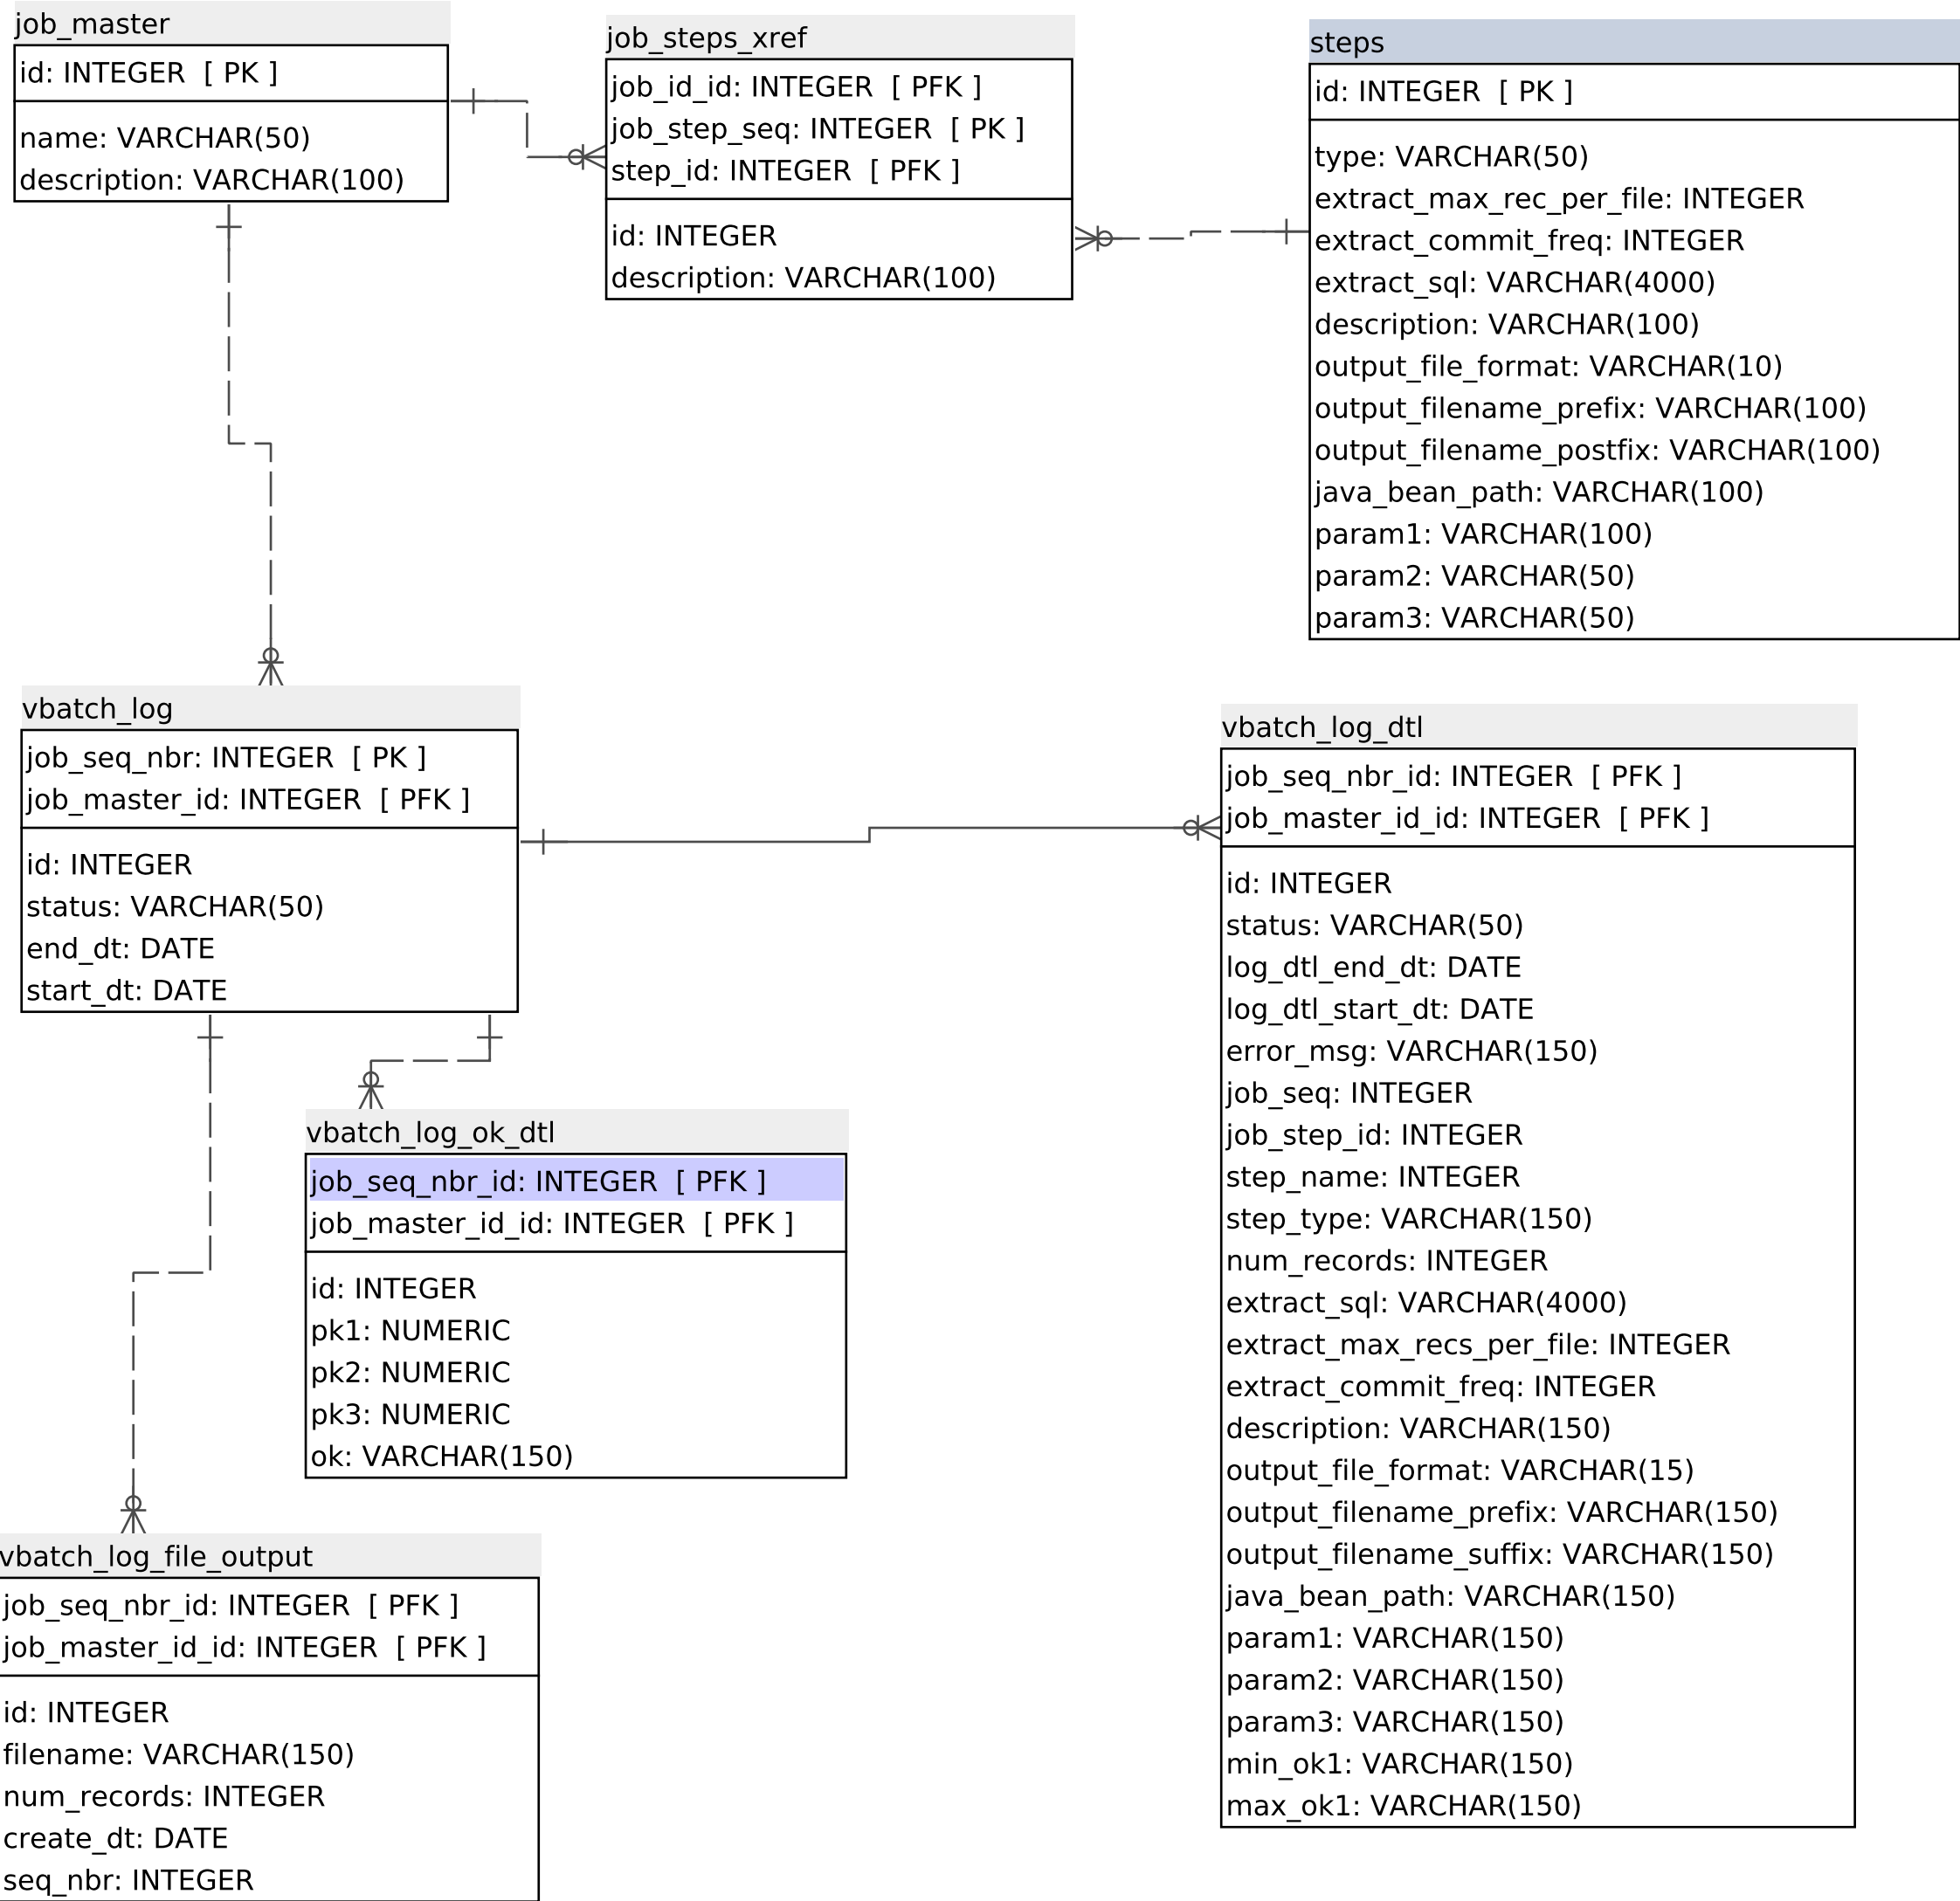 job_master
id: INTEGER  [ PK ]
name: VARCHAR(50)
description: VARCHAR(100)
job_steps_xref
job_id_id: INTEGER  [ PFK ]
job_step_seq: INTEGER  [ PK ]
step_id: INTEGER  [ PFK ]
id: INTEGER
description: VARCHAR(100)
steps
id: INTEGER  [ PK ]
type: VARCHAR(50)
extract_max_rec_per_file: INTEGER
extract_commit_freq: INTEGER
extract_sql: VARCHAR(4000)
description: VARCHAR(100)
output_file_format: VARCHAR(10)
output_filename_prefix: VARCHAR(100)
output_filename_postfix: VARCHAR(100)
java_bean_path: VARCHAR(100)
param1: VARCHAR(100)
param2: VARCHAR(50)
param3: VARCHAR(50)
vbatch_log
job_seq_nbr: INTEGER  [ PK ]
job_master_id: INTEGER  [ PFK ]
id: INTEGER
status: VARCHAR(50)
end_dt: DATE
start_dt: DATE
vbatch_log_dtl
job_seq_nbr_id: INTEGER  [ PFK ]
job_master_id_id: INTEGER  [ PFK ]
id: INTEGER
status: VARCHAR(50)
log_dtl_end_dt: DATE
log_dtl_start_dt: DATE
error_msg: VARCHAR(150)
job_seq: INTEGER
job_step_id: INTEGER
step_name: INTEGER
step_type: VARCHAR(150)
num_records: INTEGER
extract_sql: VARCHAR(4000)
extract_max_recs_per_file: INTEGER
extract_commit_freq: INTEGER
description: VARCHAR(150)
output_file_format: VARCHAR(15)
output_filename_prefix: VARCHAR(150)
output_filename_suffix: VARCHAR(150)
java_bean_path: VARCHAR(150)
param1: VARCHAR(150)
param2: VARCHAR(150)
param3: VARCHAR(150)
min_ok1: VARCHAR(150)
max_ok1: VARCHAR(150)
vbatch_log_ok_dtl
job_seq_nbr_id: INTEGER  [ PFK ]
job_master_id_id: INTEGER  [ PFK ]
id: INTEGER
pk1: NUMERIC
pk2: NUMERIC
pk3: NUMERIC
ok: VARCHAR(150)
vbatch_log_file_output
job_seq_nbr_id: INTEGER  [ PFK ]
job_master_id_id: INTEGER  [ PFK ]
id: INTEGER
filename: VARCHAR(150)
num_records: INTEGER
create_dt: DATE
seq_nbr: INTEGER